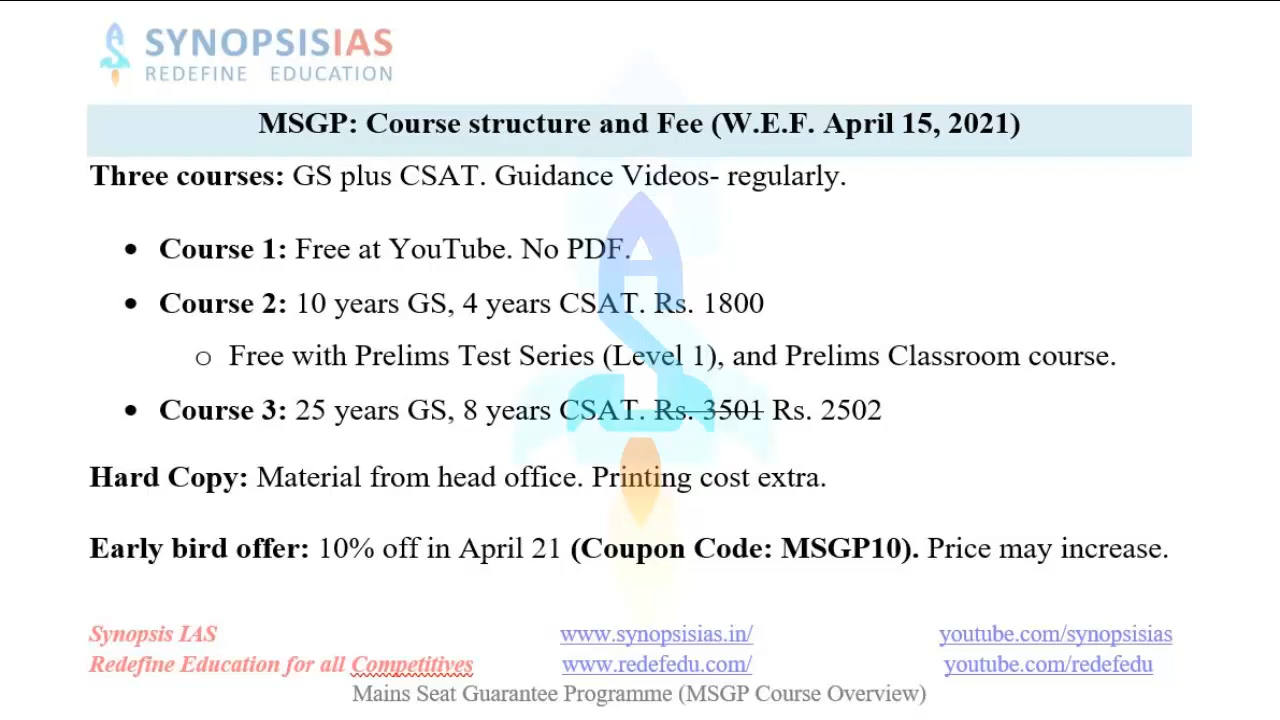 SYNOPSISIAS
REDEFINE EDUCATION
MSGP: Course structure and Fee (W.E.F. April 15, 2021)
Three courses: GS plus CSAT. Guidance Videos- regularly.
• Course 1: Free at YouTube. No PDF.
• Course 2: 10 years GS, 4 years CSAT. Rs. 1800
o Free with Prelims Test Series (Level 1), and Prelims Classroom course.
• Course 3: 25 years GS, 8 years CSAT. Rs. 3501 Rs. 2502
Hard Copy: Material from head office. Printing cost extra.
Early bird offer: 10% off in April 21 (Coupon Code: MSGP10). Price may increase.
Synopsis IAS www.synopsisias.in/ youtube.com/synopsisias
Redefine Education for all Competitives www.redefedu.com/ youtube.com/redefedu
Mains Seat Guarantee Programme (MSGP Course Overview)